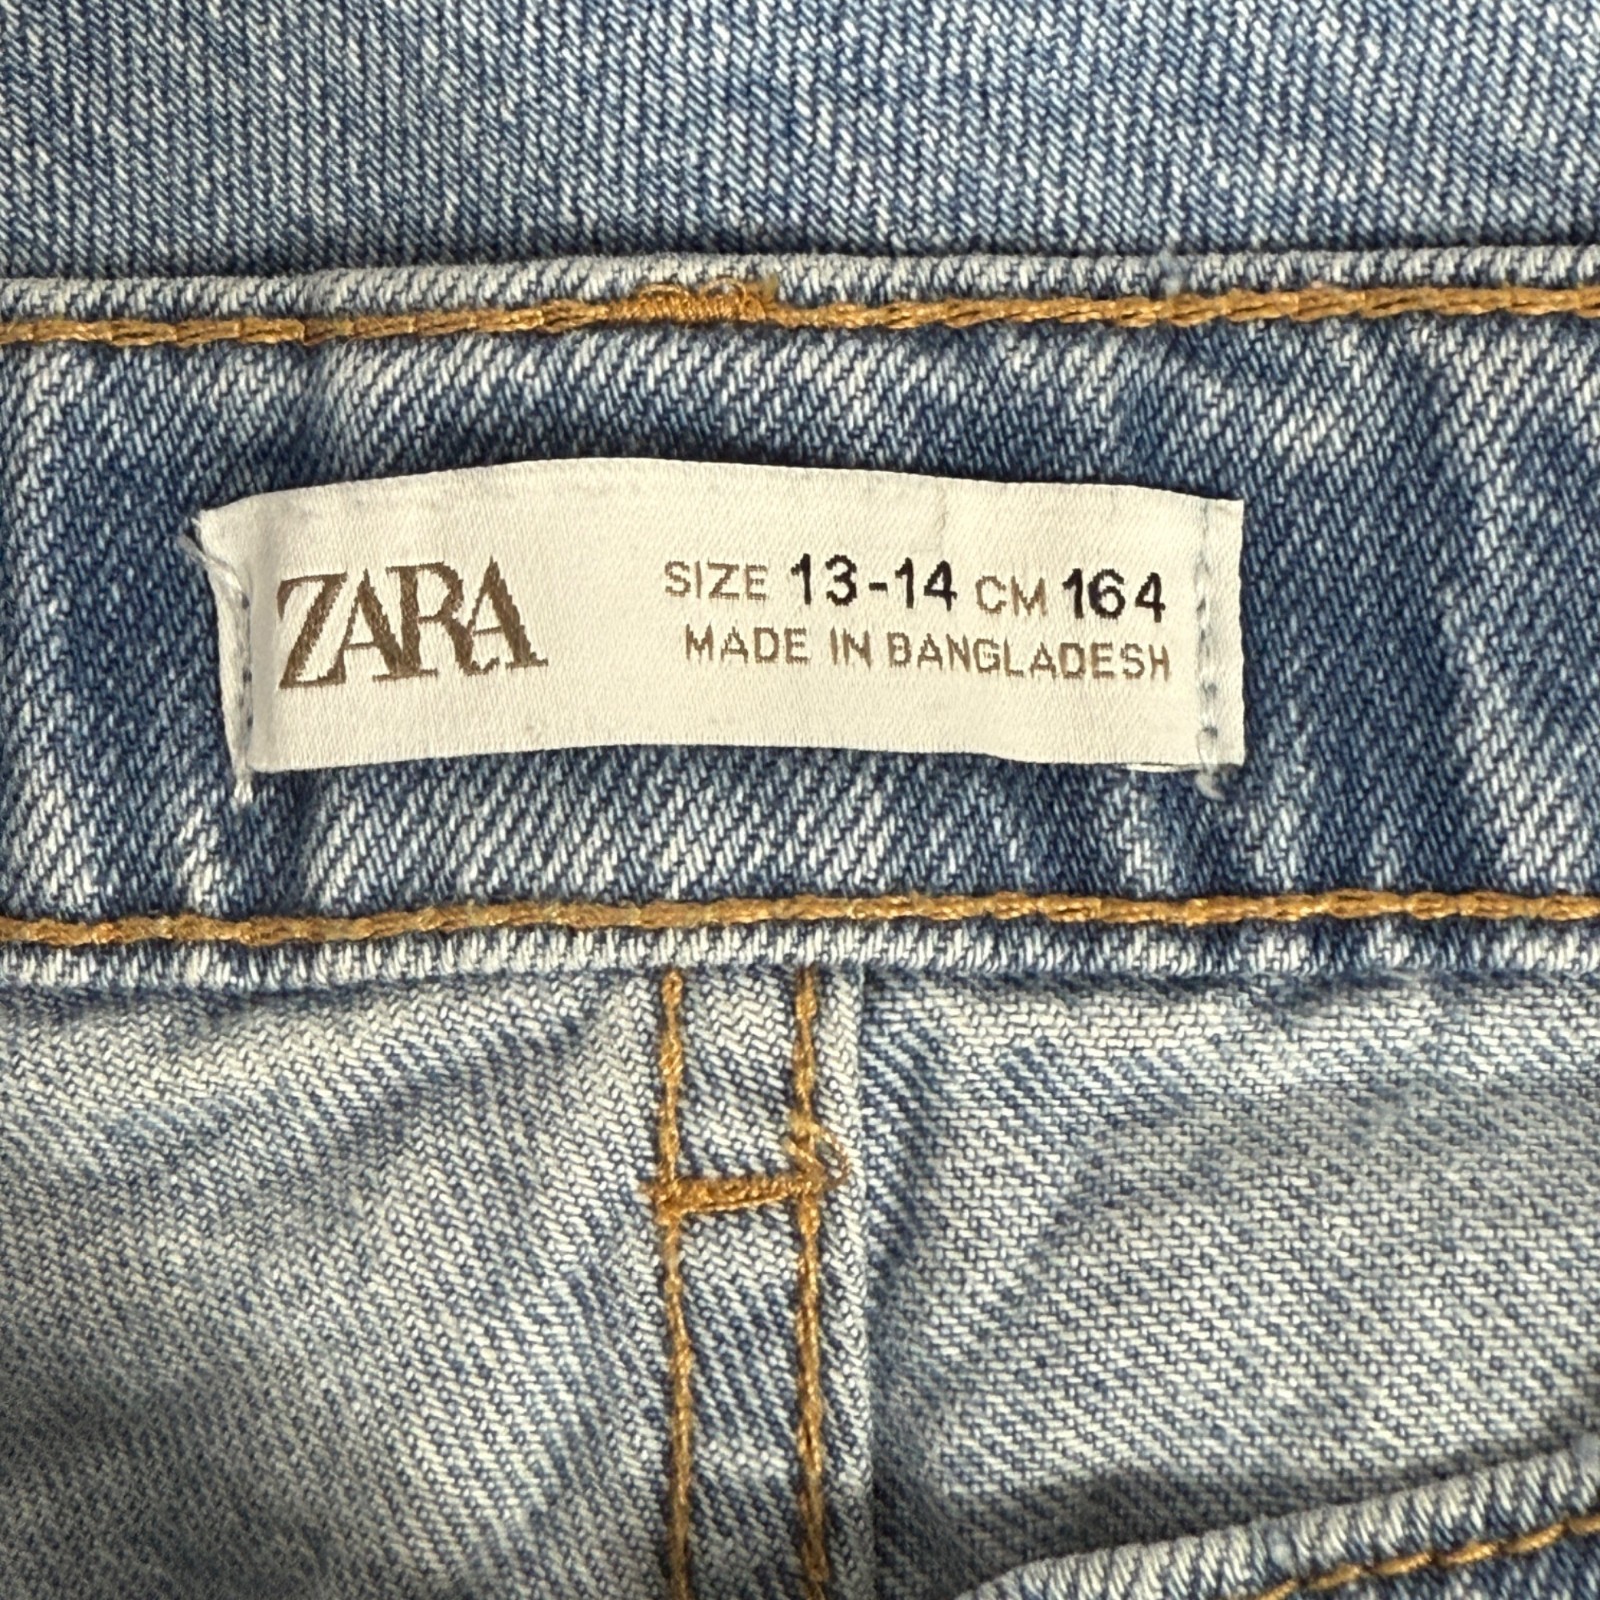 ZARA
SIZE 13-14 CM 164
MADE IN BANGLADESH